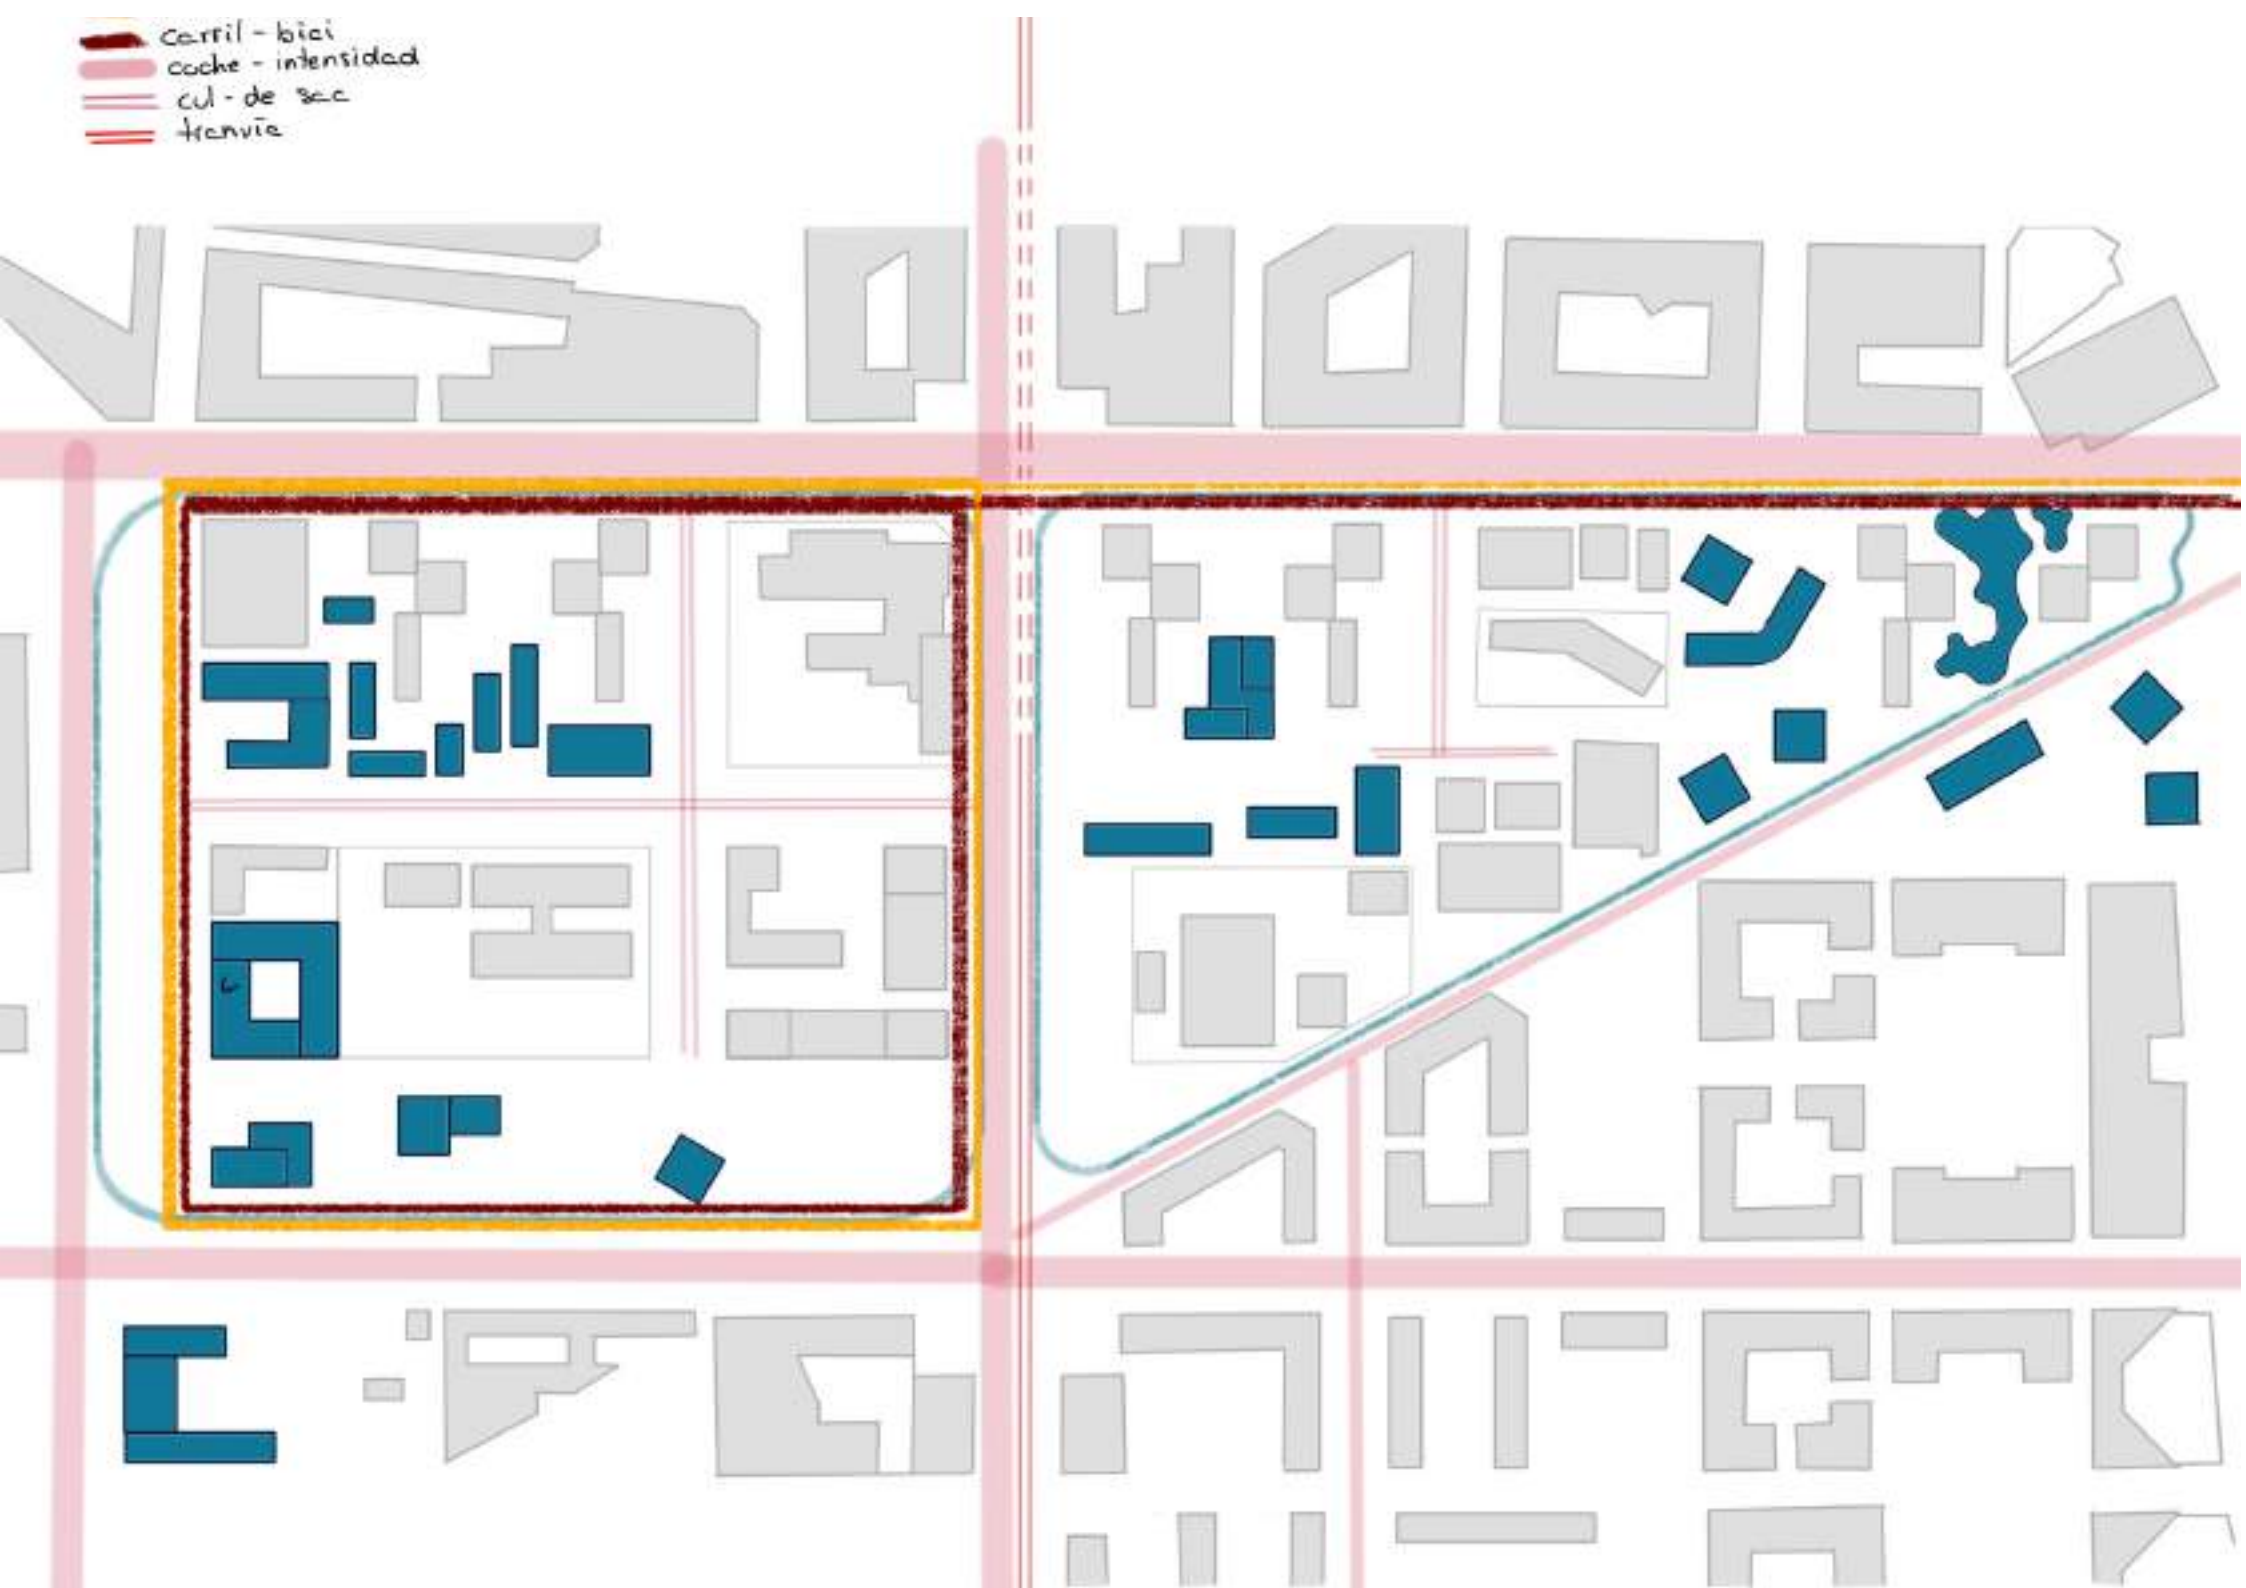 carril - bici
coche - intensidad
cul - de sac
tranvía